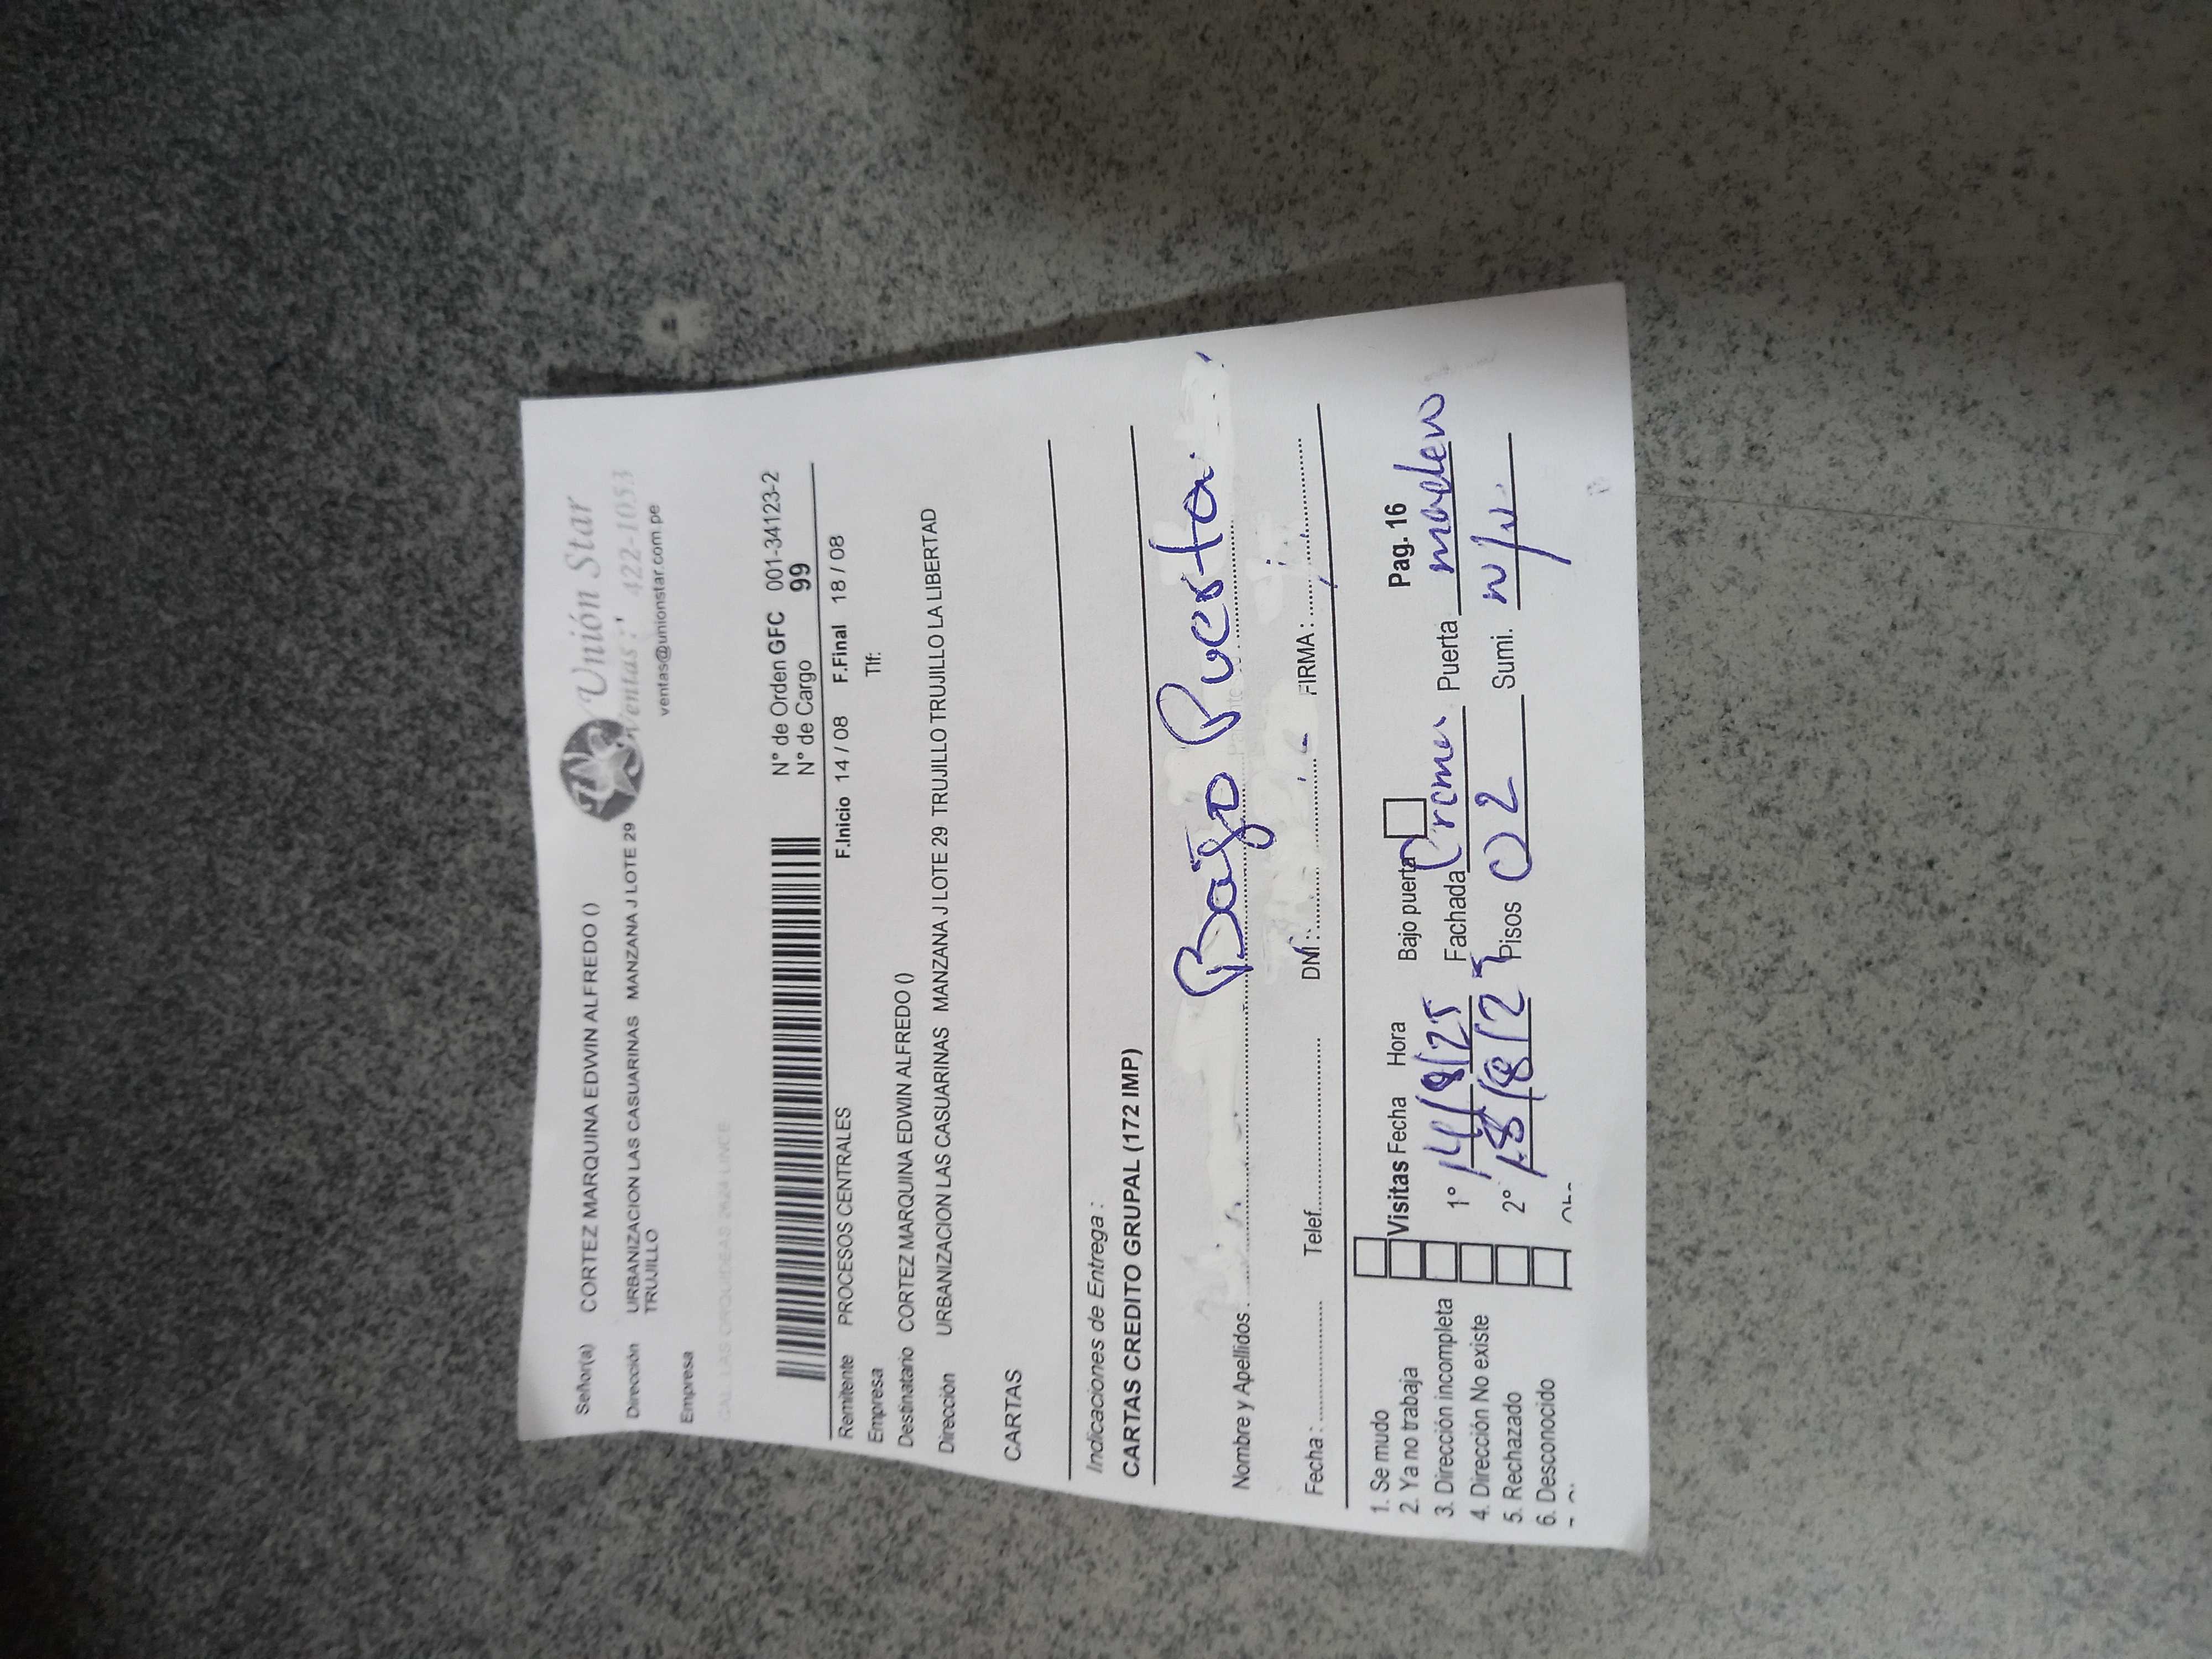 Unión Star
Ventas : 422-1053
ventas@unionstar.com.pe
Señor(a) CORTEZ MARQUINA EDWIN ALFREDO ()
Dirección URBANIZACION LAS CASUARINAS MANZANA J LOTE 29
TRUJILLO
Empresa
CAL. LAS ORQUIDEAS 2624 LINCE
N° de Orden GFC 001-34123-2
N° de Cargo 99
Remitente PROCESOS CENTRALES F.Inicio 14 / 08 F.Final 18 / 08
Empresa Tlf:
Destinatario CORTEZ MARQUINA EDWIN ALFREDO ()
Dirección URBANIZACION LAS CASUARINAS MANZANA J LOTE 29 TRUJILLO TRUJILLO LA LIBERTAD
CARTAS
Indicaciones de Entrega :
CARTAS CREDITO GRUPAL (172 IMP)
Nombre y Apellidos Bajo Puerta.
Fecha : Telef. DNI : FIRMA :
1. Se mudo
2. Ya no trabaja
3. Dirección incompleta
4. Dirección No existe
5. Rechazado
6. Desconocido
Visitas Fecha Hora Bajo puerta Pag. 16
1° 14/8/25 Fachada Crema Puerta madera
2° 18/8/25 Pisos 02 Sumi.